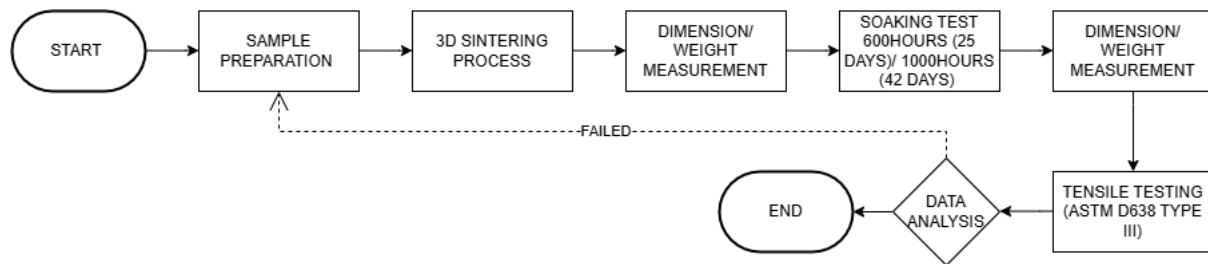 START
SAMPLE
PREPARATION
3D SINTERING
PROCESS
DIMENSION/
WEIGHT
MEASUREMENT
SOAKING TEST
600HOURS (25
DAYS)/ 1000HOURS
(42 DAYS)
DIMENSION/
WEIGHT
MEASUREMENT
FAILED
END
DATA
ANALYSIS
TENSILE TESTING
(ASTM D638 TYPE
III)